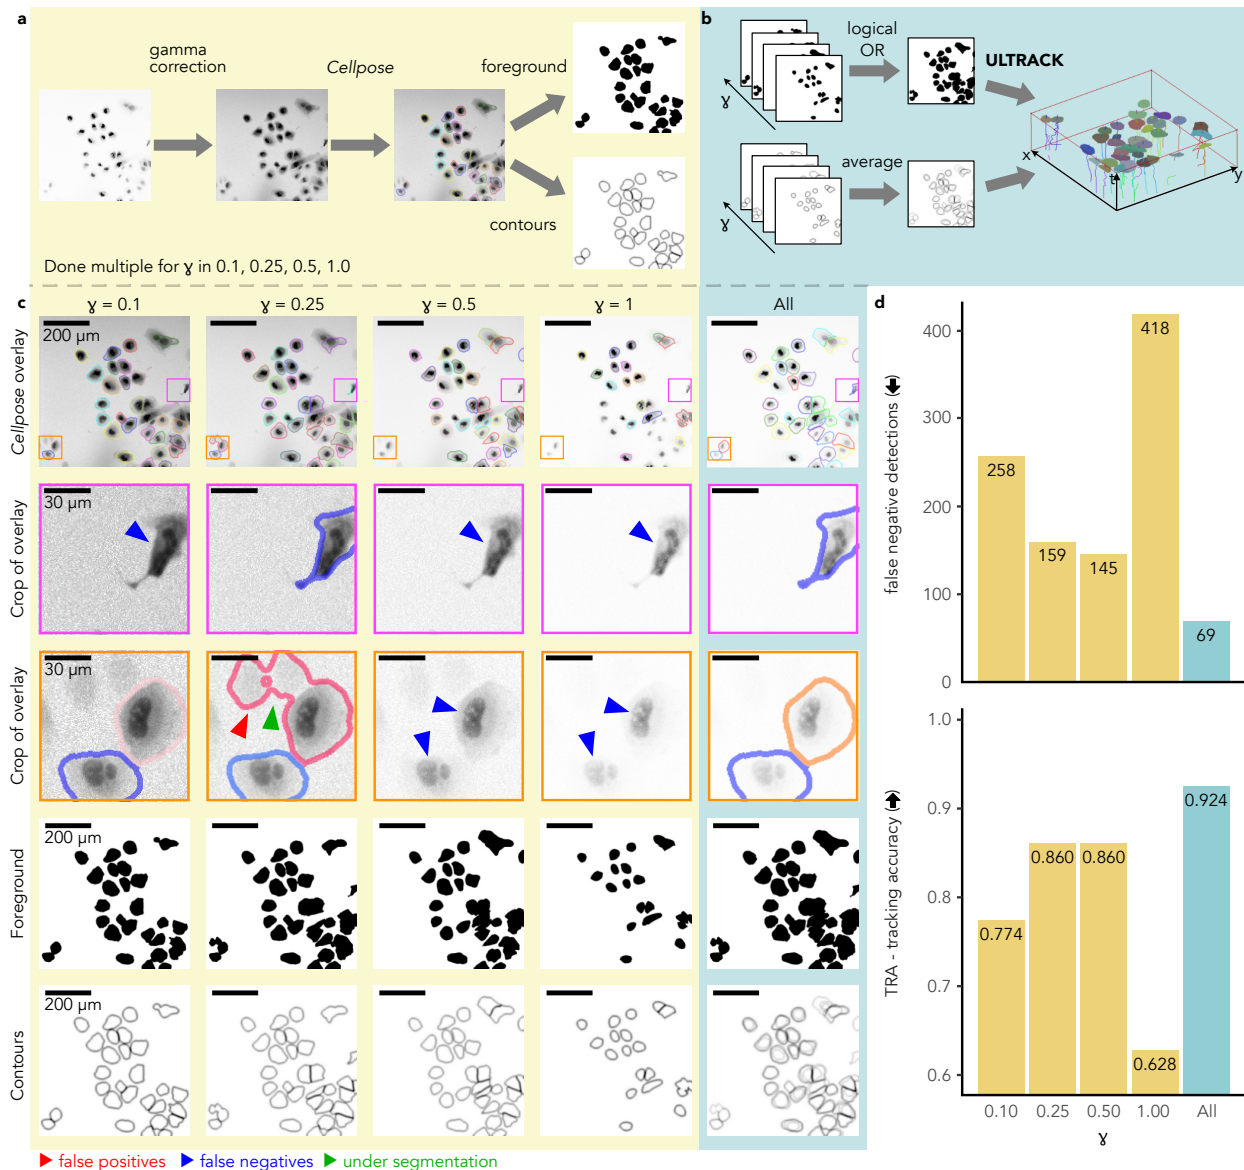 a
gamma
correction
Cellpose
foreground
contours
Done multiple for ɣ in 0.1, 0.25, 0.5, 1.0
b
logical
OR
ULTRACK
ɣ
average
ɣ
x
t
y
c
ɣ = 0.1
ɣ = 0.25
ɣ = 0.5
ɣ = 1
All
Cellpose overlay
200 µm
Crop of overlay
30 µm
Crop of overlay
30 µm
Foreground
200 µm
Contours
200 µm
false positives
false negatives
under segmentation
d
false negative detections (🡇)
400
300
200
100
0
258
159
145
418
69
TRA - tracking accuracy (🡅)
1.0
0.9
0.8
0.7
0.6
0.774
0.860
0.860
0.628
0.924
0.10
0.25
0.50
1.00
All
ɣ